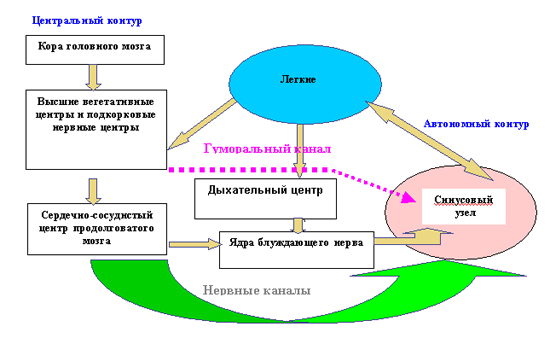 Центральный контур
Кора головного мозга
Высшие вегетативные
центры и подкорковые
нервные центры
Легкие
Автономный контур
Гуморальный канал
Дыхательный центр
Синусовый
узел
Сердечно-сосудистый
центр продолговатого
мозга
Ядра блуждающего нерва
Нервные каналы